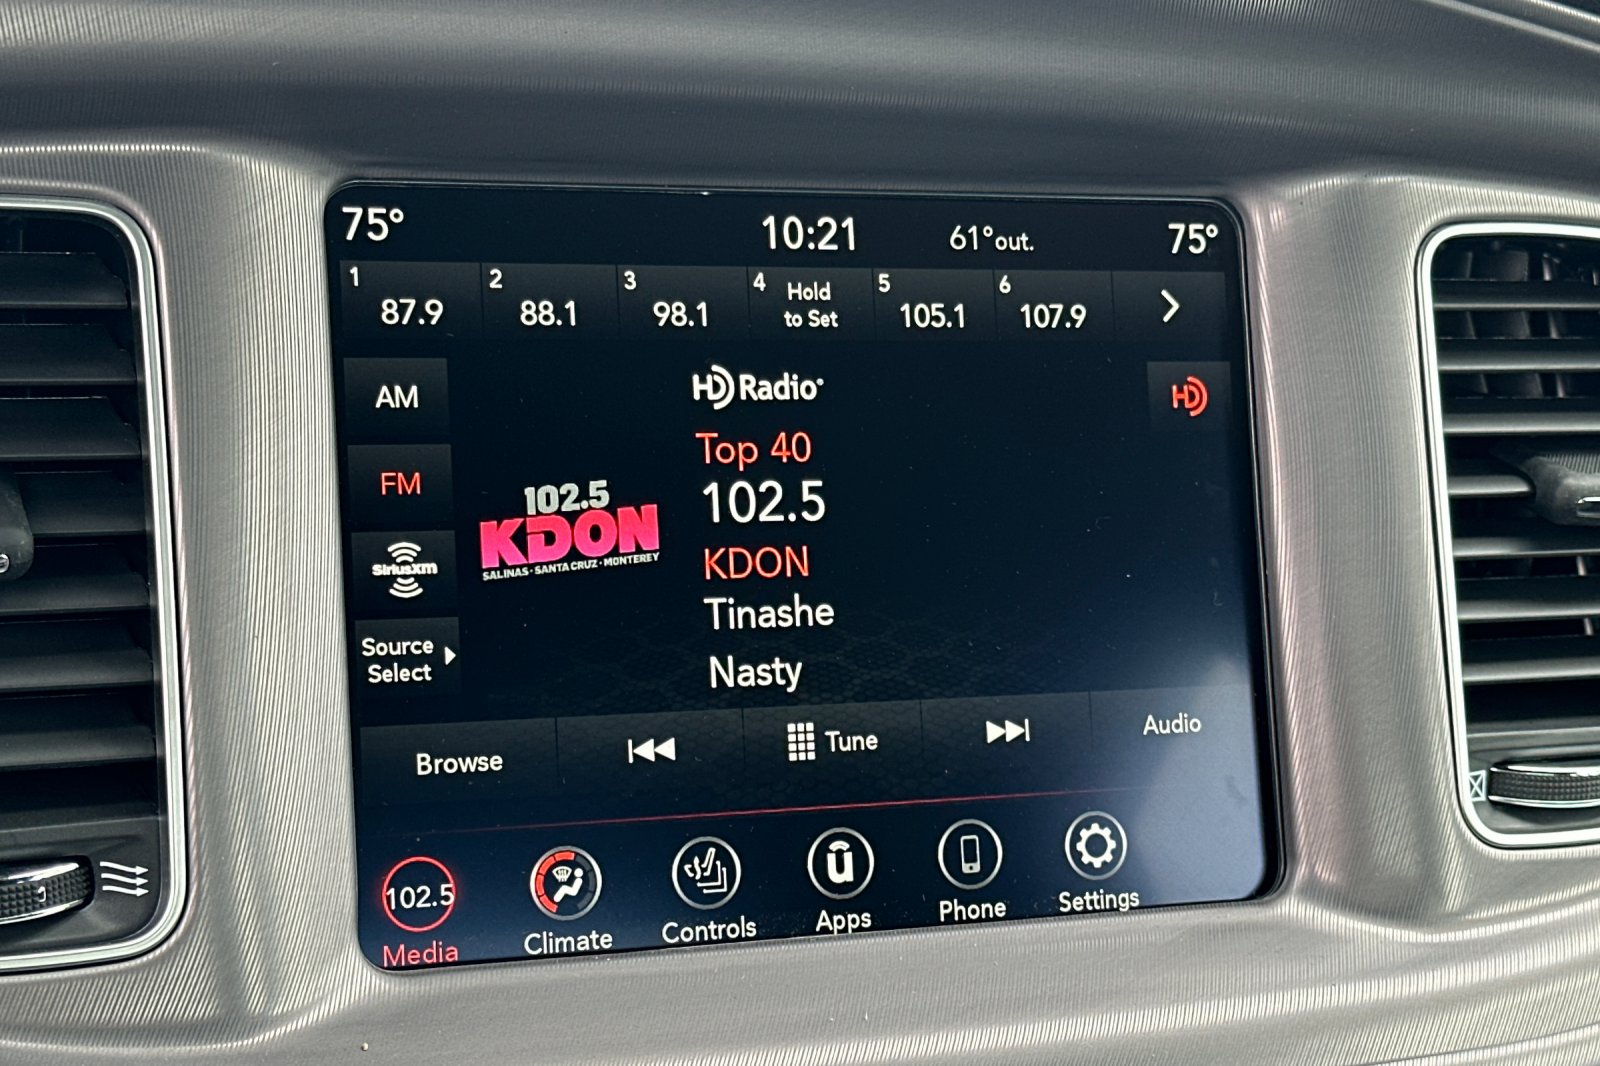 75° 10:21 61° out. 75°
1 87.9 2 88.1 3 98.1 4 Hold to Set 5 105.1 6 107.9
AM
HD Radio
HD
Top 40
FM
102.5
102.5
KDON
SALINAS · SANTA CRUZ · MONTEREY
KDON
SiriusXM
Tinashe
Source
Select
Nasty
Browse Tune Audio
102.5
Media
Climate
Controls
Apps
Phone
Settings